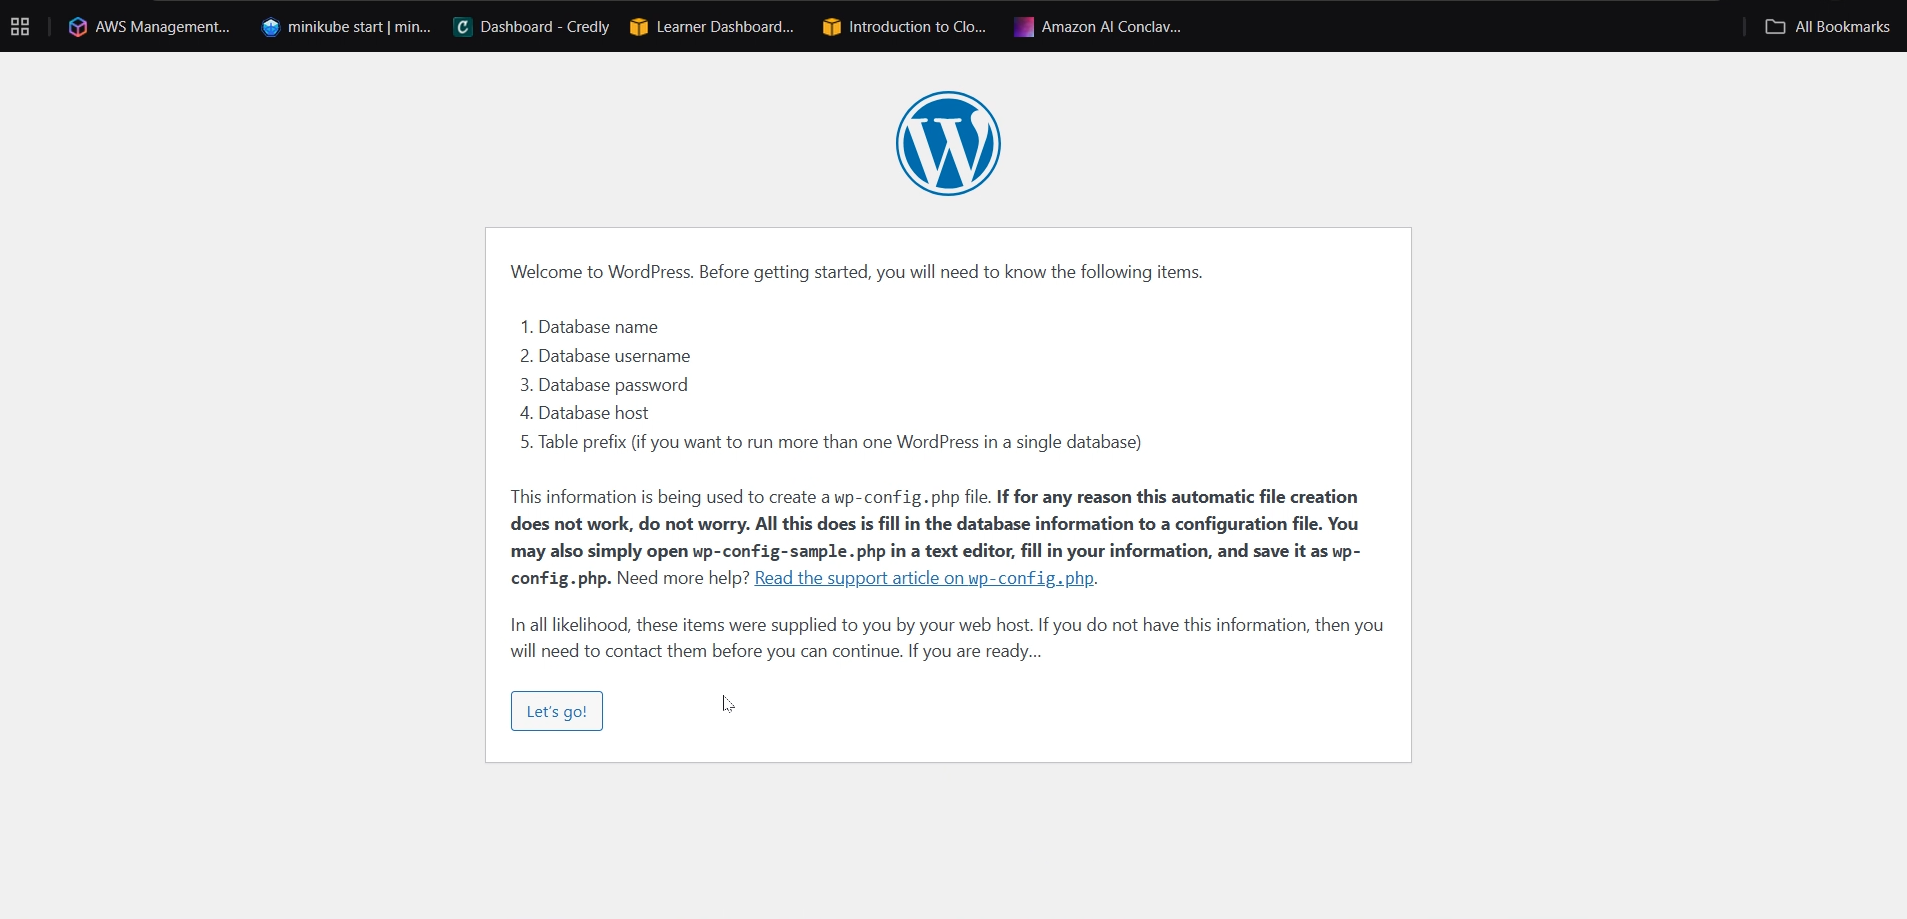 AWS Management...
minikube start | min...
Dashboard - Credly
Learner Dashboard...
Introduction to Clo...
Amazon AI Conclav...
All Bookmarks
Welcome to WordPress. Before getting started, you will need to know the following items.
1. Database name
2. Database username
3. Database password
4. Database host
5. Table prefix (if you want to run more than one WordPress in a single database)
This information is being used to create a wp-config.php file. If for any reason this automatic file creation
does not work, do not worry. All this does is fill in the database information to a configuration file. You
may also simply open wp-config-sample.php in a text editor, fill in your information, and save it as wp-
config.php. Need more help? Read the support article on wp-config.php.
In all likelihood, these items were supplied to you by your web host. If you do not have this information, then you
will need to contact them before you can continue. If you are ready...
Let's go!